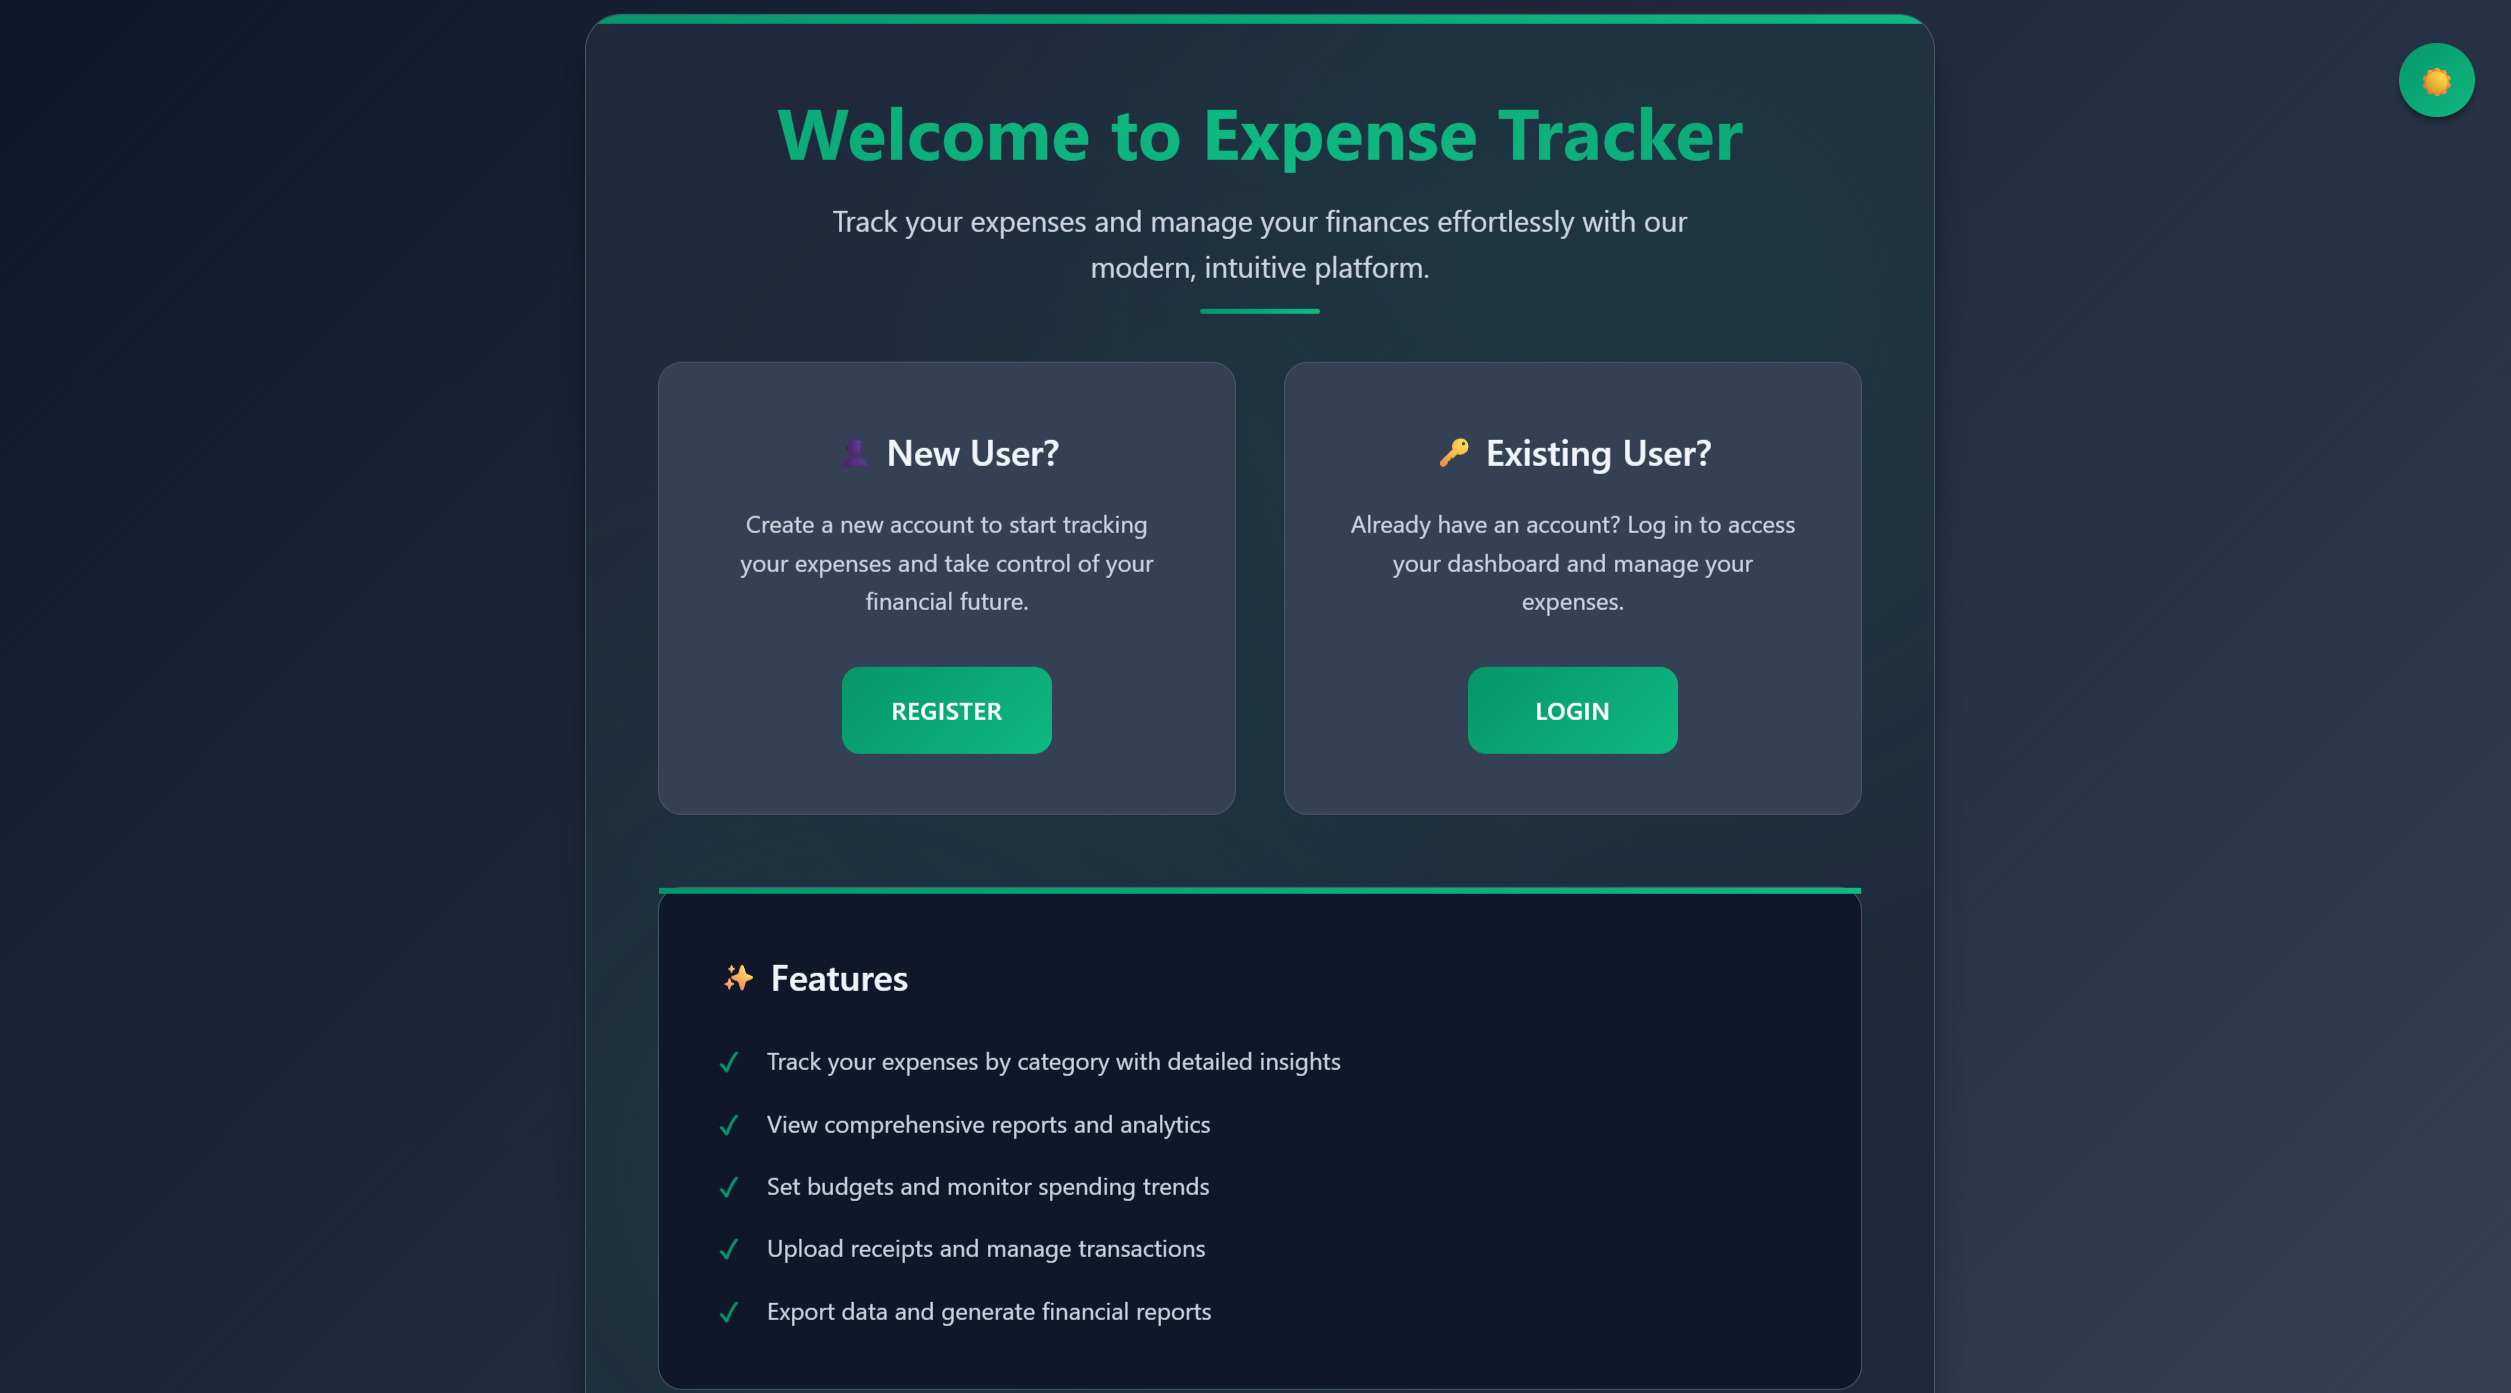 Welcome to Expense Tracker
Track your expenses and manage your finances effortlessly with our
modern, intuitive platform.
New User?
Create a new account to start tracking
your expenses and take control of your
financial future.
REGISTER
Existing User?
Already have an account? Log in to access
your dashboard and manage your
expenses.
LOGIN
Features
Track your expenses by category with detailed insights
View comprehensive reports and analytics
Set budgets and monitor spending trends
Upload receipts and manage transactions
Export data and generate financial reports